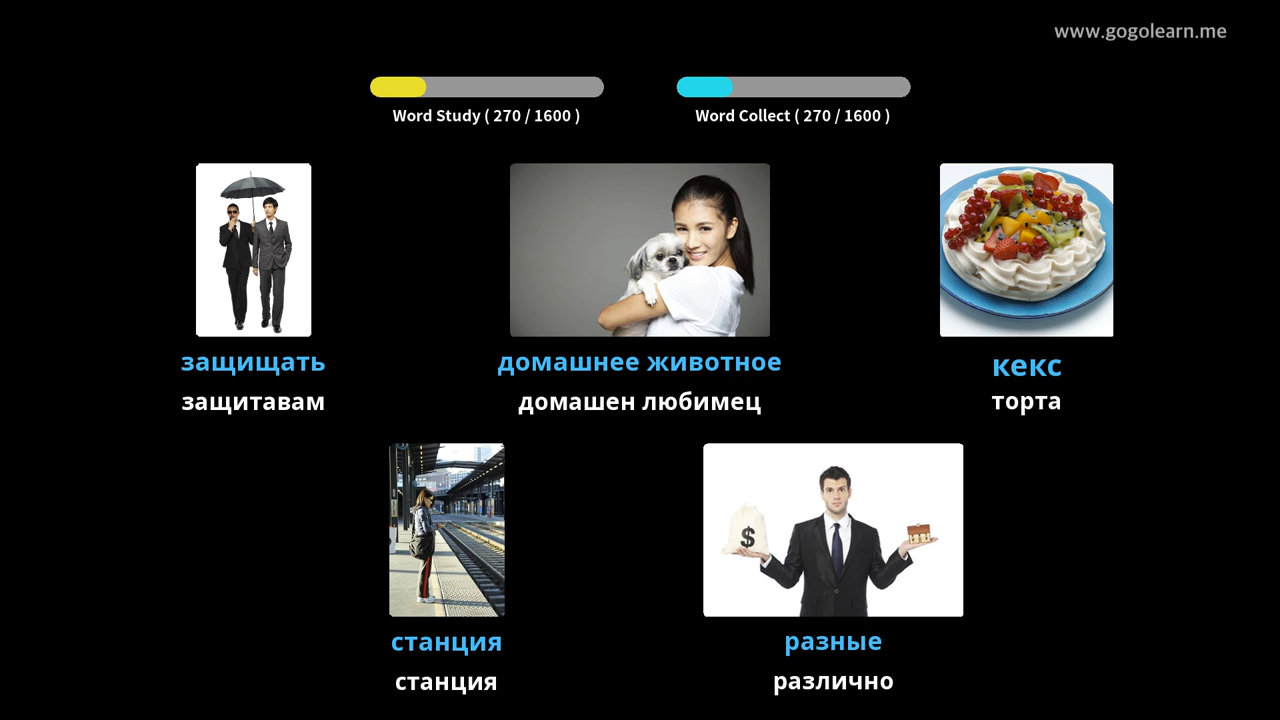 www.gogolearn.me
Word Study ( 270 / 1600 )
Word Collect ( 270 / 1600 )
защищать
защитавам
домашнее животное
домашен любимец
кекс
торта
$
станция
станция
разные
различно